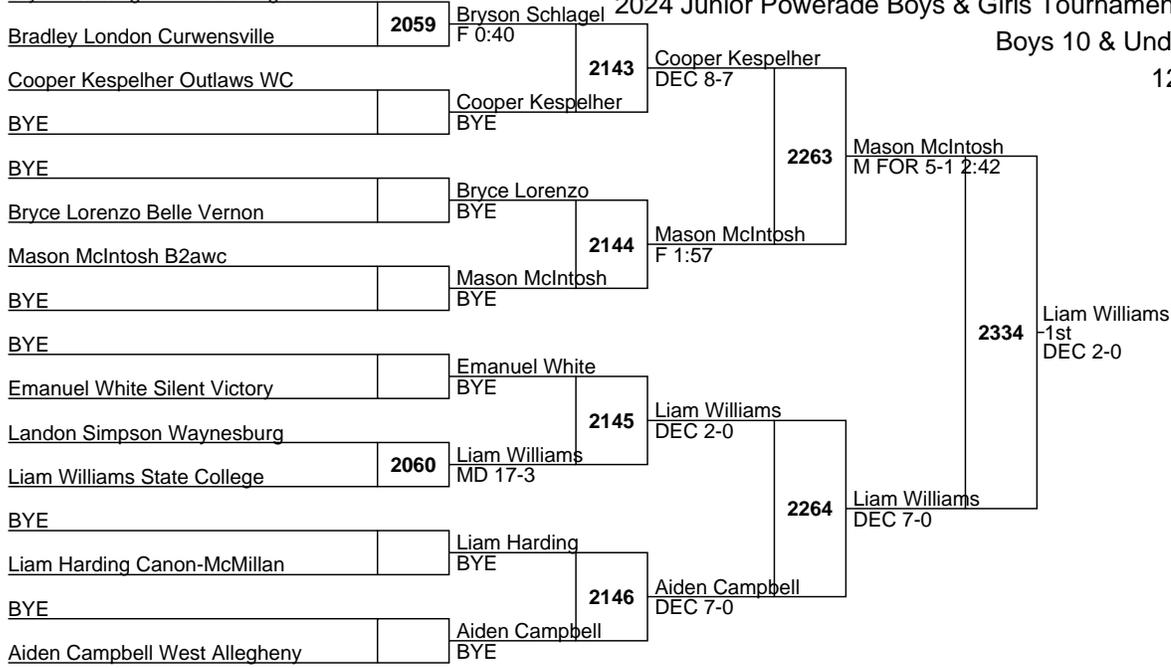 2024 Junior Powerade Boys & Girls Tournamen
Boys 10 & Und
12
Bradley London Curwensville
2059
Bryson Schlagel
F 0:40
Cooper Kespelher Outlaws WC
BYE
Cooper Kespelher
BYE
2143
Cooper Kespelher
DEC 8-7
BYE
Bryce Lorenzo Belle Vernon
Bryce Lorenzo
BYE
Mason McIntosh B2awc
BYE
Mason McIntosh
BYE
2144
Mason McIntosh
F 1:57
2263
Mason McIntosh
M FOR 5-1 2:42
BYE
Emanuel White Silent Victory
Emanuel White
BYE
Landon Simpson Waynesburg
Liam Williams State College
2060
Liam Williams
MD 17-3
2145
Liam Williams
DEC 2-0
BYE
Liam Harding Canon-McMillan
Liam Harding
BYE
BYE
Aiden Campbell West Allegheny
Aiden Campbell
BYE
2146
Aiden Campbell
DEC 7-0
2264
Liam Williams
DEC 7-0
2334
Liam Williams
1st
DEC 2-0